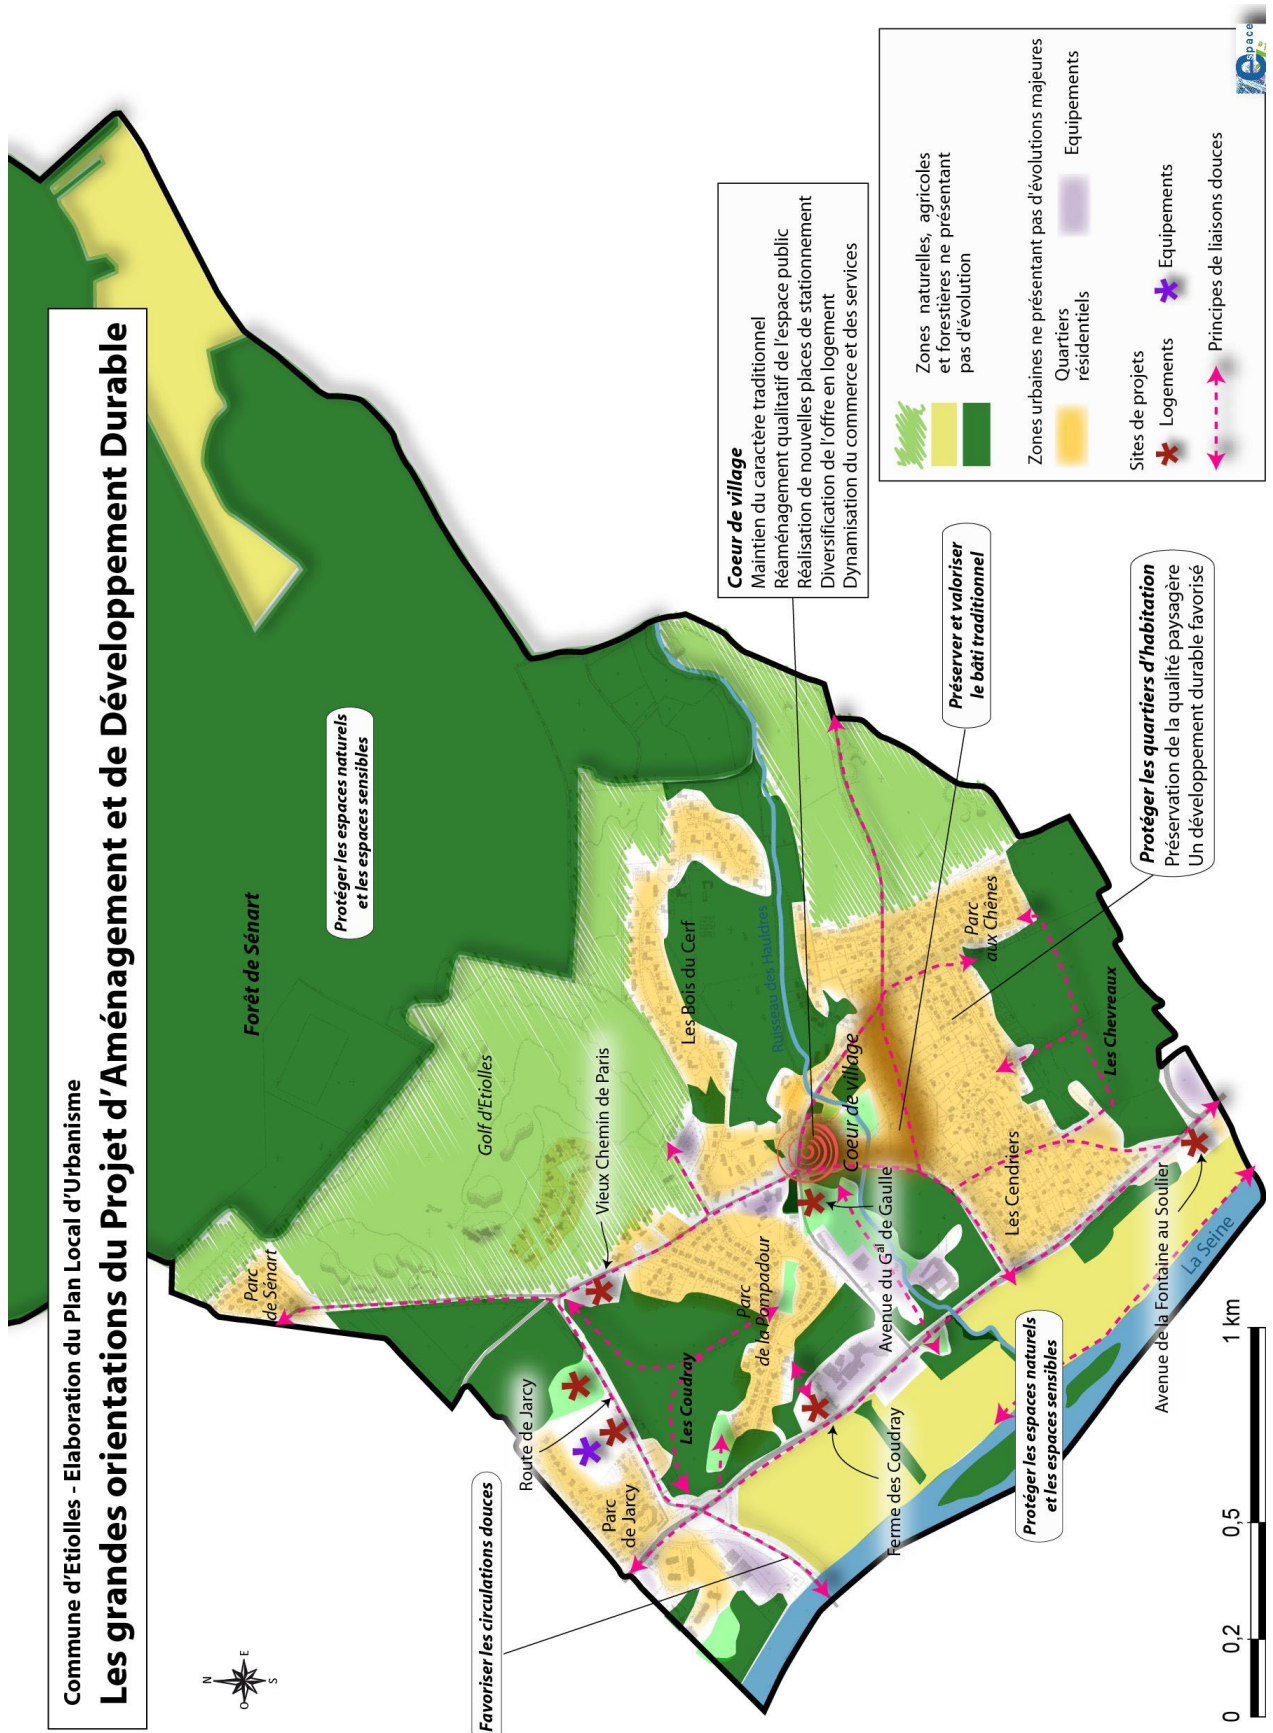 Commune d'Etiolles - Elaboration du Plan Local d'Urbanisme
Les grandes orientations du Projet d'Aménagement et de Développement Durable
N
E
S
O
Forêt de Sénart
Protéger les espaces naturels
et les espaces sensibles
Parc
de Sénart
Golf d'Etiolles
Vieux Chemin de Paris
Les Bois du Cerf
Ruisseau des Hauldres
Coeur de village
Maintien du caractère traditionnel
Réaménagement qualitatif de l'espace public
Réalisation de nouvelles places de stationnement
Diversification de l'offre en logement
Dynamisation du commerce et des services
Favoriser les circulations douces
Route de Jarcy
Parc
de Jarcy
Les Coudray
Parc
de la Pompadour
Coeur de village
Avenue du Gal de Gaulle
Ferme des Coudray
Parc
aux Chênes
Les Cendriers
Les Chevreaux
Préserver et valoriser
le bâti traditionnel
Protéger les quartiers d'habitation
Préservation de la qualité paysagère
Un développement durable favorisé
Protéger les espaces naturels
et les espaces sensibles
Avenue de la Fontaine au Soulier
La Seine
0
0,2
0,5
1 km
Zones naturelles, agricoles
et forestières ne présentant
pas d'évolution
Zones urbaines ne présentant pas d'évolutions majeures
Quartiers
résidentiels
Equipements
Sites de projets
Logements
Equipements
Principes de liaisons douces
espace